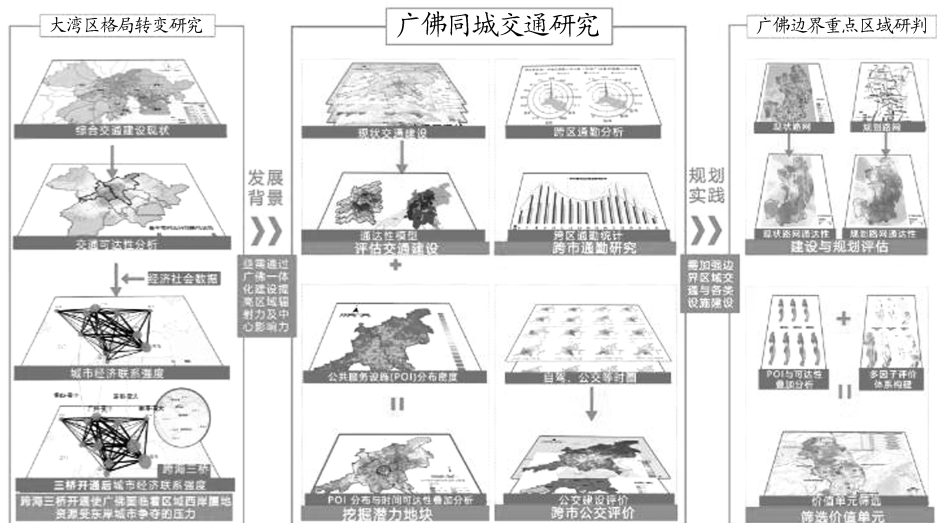 大湾区格局转变研究
综合交通建设现状
交通可达性分析
经济社会数据
城市经济联系强度
跨海三桥
三桥开通后城市经济联系强度
跨海三桥开通使广佛面临着区域西岸腹地
资源受东岸城市争夺的压力
发展
背景
亟需通过
广佛一体
化建设提
高区域辐
射力及中
心影响力
广佛同城交通研究
现状交通建设
通达性模型
评估交通建设
+
公共服务设施(POI)分布密度
POI 分布与时间可达性叠加分析
挖掘潜力地块
跨区通勤分析
跨区通勤统计
跨市通勤研究
自驾、公交等时圈
公交建设评价
跨市公交评价
规划
实践
需加强边
界区域交
通与各类
设施建设
广佛边界重点区域研判
现状路网
规划路网
现状路网通达性
规划路网通达性
建设与规划评估
+
POI与可达性
叠加分析
多因子评价
体系构建
价值单元筛选
筛选价值单元